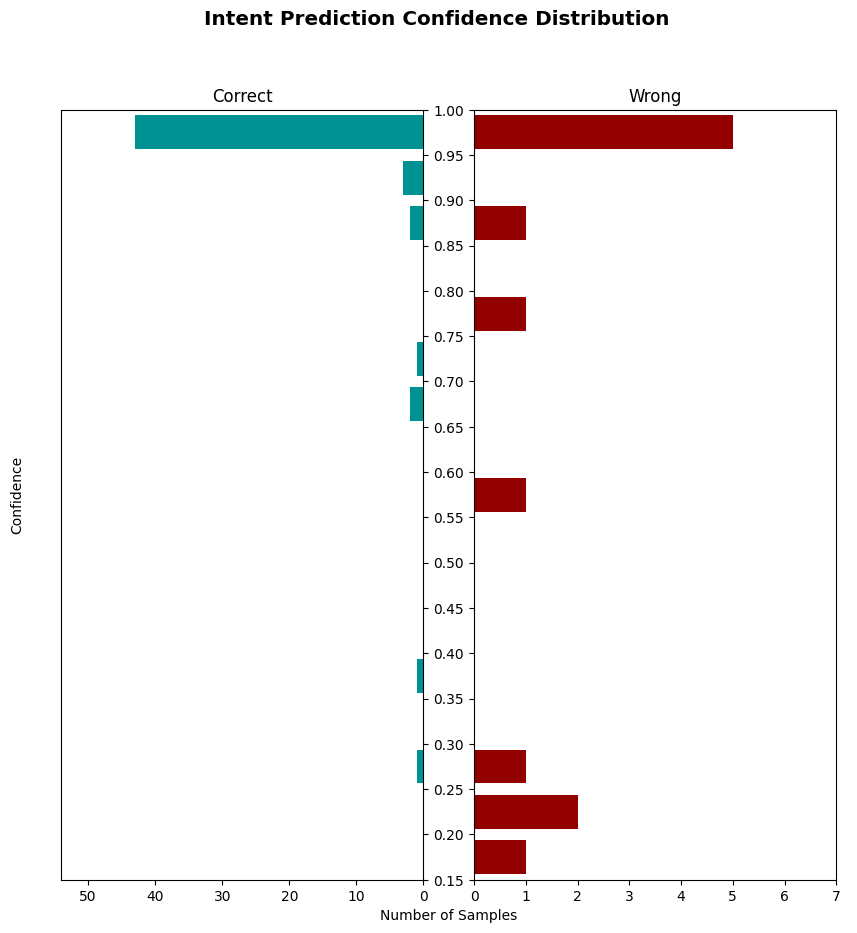 Intent Prediction Confidence Distribution
Correct
Wrong
1.00
0.95
0.90
0.85
0.80
0.75
0.70
0.65
0.60
0.55
0.50
0.45
0.40
0.35
0.30
0.25
0.20
0.15
Confidence
50 40 30 20 10 0
0 1 2 3 4 5 6 7
Number of Samples